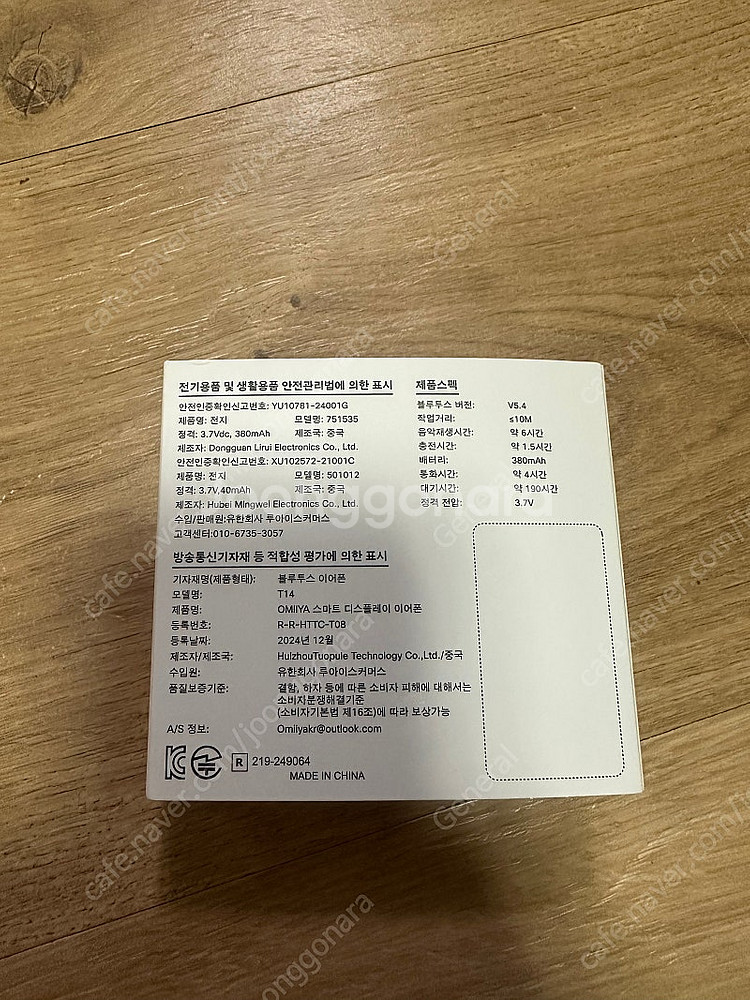 전기용품 및 생활용품 안전관리법에 의한 표시
안전인증확인신고번호: YU10781-24001G
제품명: 전지 모델명: 751535
정격: 3.7Vdc, 380mAh 제조국: 중국
제조자: Dongguan Lirui Electronics Co., Ltd.
안전인증확인신고번호: XU102572-21001C
제품명: 전지 모델명: 501012
정격: 3.7V,40mAh 제조국: 중국
제조자: Hubei Mingwei Electronics Co., Ltd.
수입/판매원:유한회사 루아이스커머스
고객센터:010-6735-3057
방송통신기자재 등 적합성 평가에 의한 표시
기자재명(제품형태): 블루투스 이어폰
모델명: T14
제품명: OMIIYA 스마트 디스플레이 이어폰
등록번호: R-R-HTTC-T08
등록날짜: 2024년 12월
제조자/제조국: HuizhouTuopule Technology Co.,Ltd./중국
수입원: 유한회사 루아이스커머스
품질보증기준: 결함, 하자 등에 따른 소비자 피해에 대해서는
소비자분쟁해결기준
(소비자기본법 제16조)에 따라 보상가능
A/S 정보: Omiiyakr@outlook.com
R 219-249064
MADE IN CHINA
제품스펙
블루투스 버전: V5.4
작업거리: ≤10M
음악재생시간: 약 6시간
충전시간: 약 1.5시간
배터리: 380mAh
통화시간: 약 4시간
대기시간: 약 190시간
정격 전압: 3.7V
joonggonara
cafe.naver.com/joonggonara
General